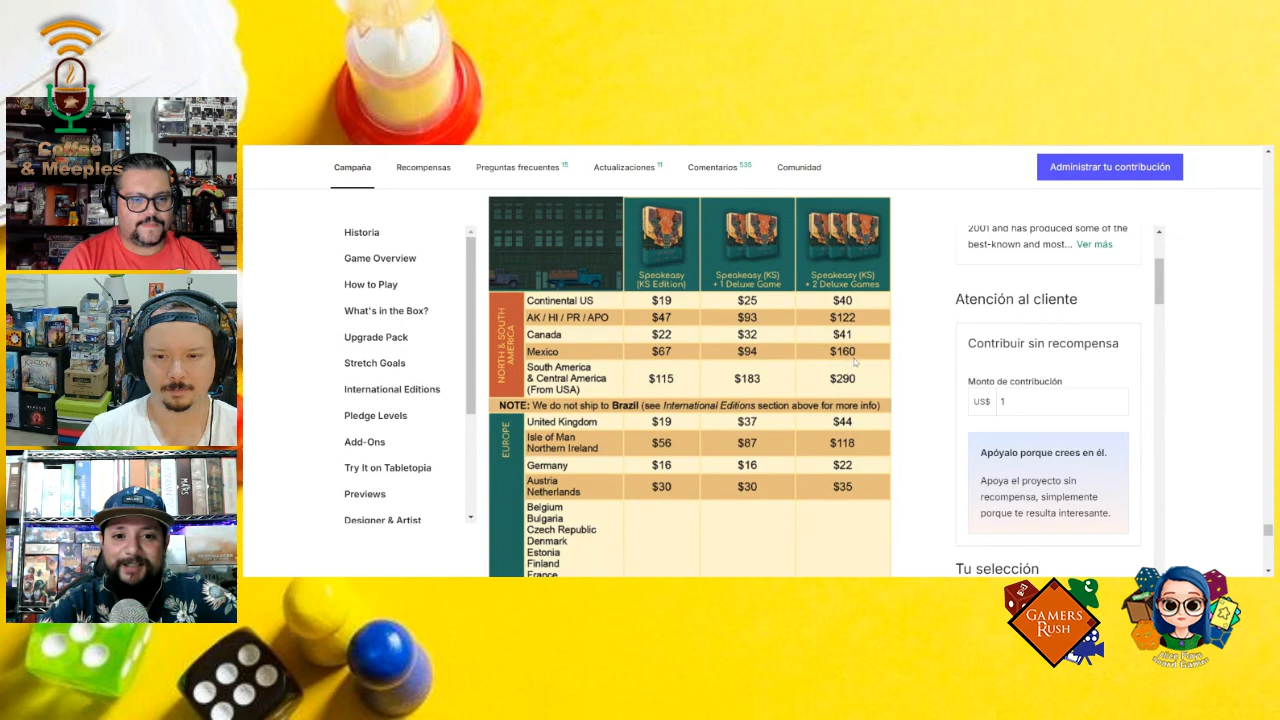 Coffee
& Meeples
Campaña
Recompensas
Preguntas frecuentes 15
Actualizaciones 11
Comentarios 535
Comunidad
Administrar tu contribución
Historia
Game Overview
How to Play
What's in the Box?
Upgrade Pack
Stretch Goals
International Editions
Pledge Levels
Add-Ons
Try It on Tabletopia
Previews
Designer & Artist
Speakeasy
(KS Edition)
Speakeasy (KS)
+ 1 Deluxe Game
Speakeasy (KS)
+ 2 Deluxe Games
NORTH & SOUTH
AMERICA
Continental US $19 $25 $40
AK / HI / PR / APO $47 $93 $122
Canada $22 $32 $41
Mexico $67 $94 $160
South America
& Central America
(From USA) $115 $183 $290
NOTE: We do not ship to Brazil (see International Editions section above for more info)
EUROPE
United Kingdom $19 $37 $44
Isle of Man
Northern Ireland $56 $87 $118
Germany $16 $16 $22
Austria
Netherlands $30 $30 $35
Belgium
Bulgaria
Czech Republic
Denmark
Estonia
Finland
France
2001 and has produced some of the
best-known and most... Ver más
Atención al cliente
Contribuir sin recompensa
Monto de contribución
US$ 1
Apóyalo porque crees en él.
Apoya el proyecto sin
recompensa, simplemente
porque te resulta interesante.
Tu selección
GAMERS
RUSH
Board Games